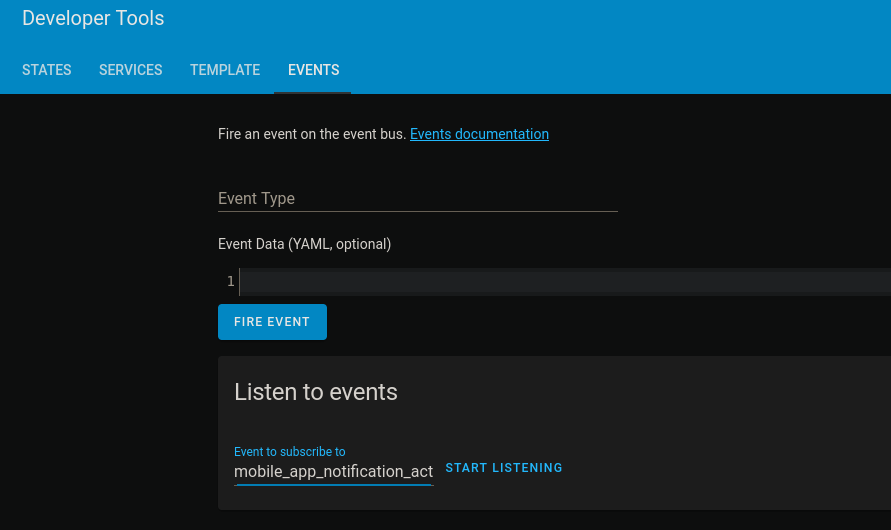 Developer Tools
STATES SERVICES TEMPLATE EVENTS
Fire an event on the event bus. Events documentation
Event Type
Event Data (YAML, optional)
1
FIRE EVENT
Listen to events
Event to subscribe to
mobile_app_notification_act START LISTENING